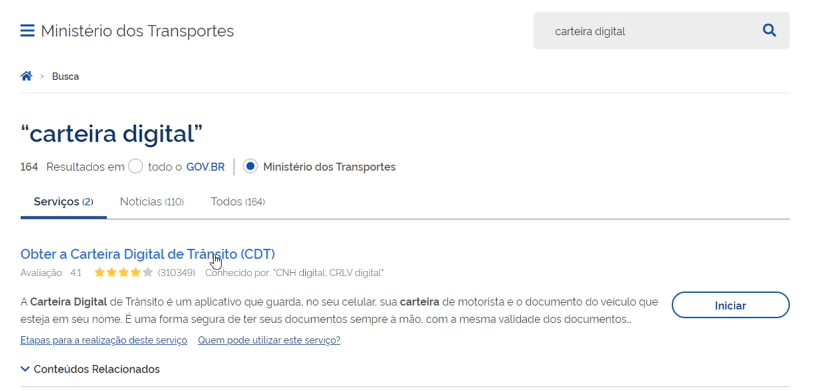 Ministério dos Transportes
carteira digital
> Busca
“carteira digital”
164 Resultados em todo o GOV.BR Ministério dos Transportes
Serviços (2) Notícias (110) Todos (164)
Obter a Carteira Digital de Trânsito (CDT)
Avaliação: 4.1 (310349) Conhecido por: "CNH digital, CRLV digital"
A Carteira Digital de Trânsito é um aplicativo que guarda, no seu celular, sua carteira de motorista e o documento do veículo que
esteja em seu nome. É uma forma segura de ter seus documentos sempre à mão, com a mesma validade dos documentos...
Iniciar
Etapas para a realização deste serviço Quem pode utilizar este serviço?
Conteúdos Relacionados